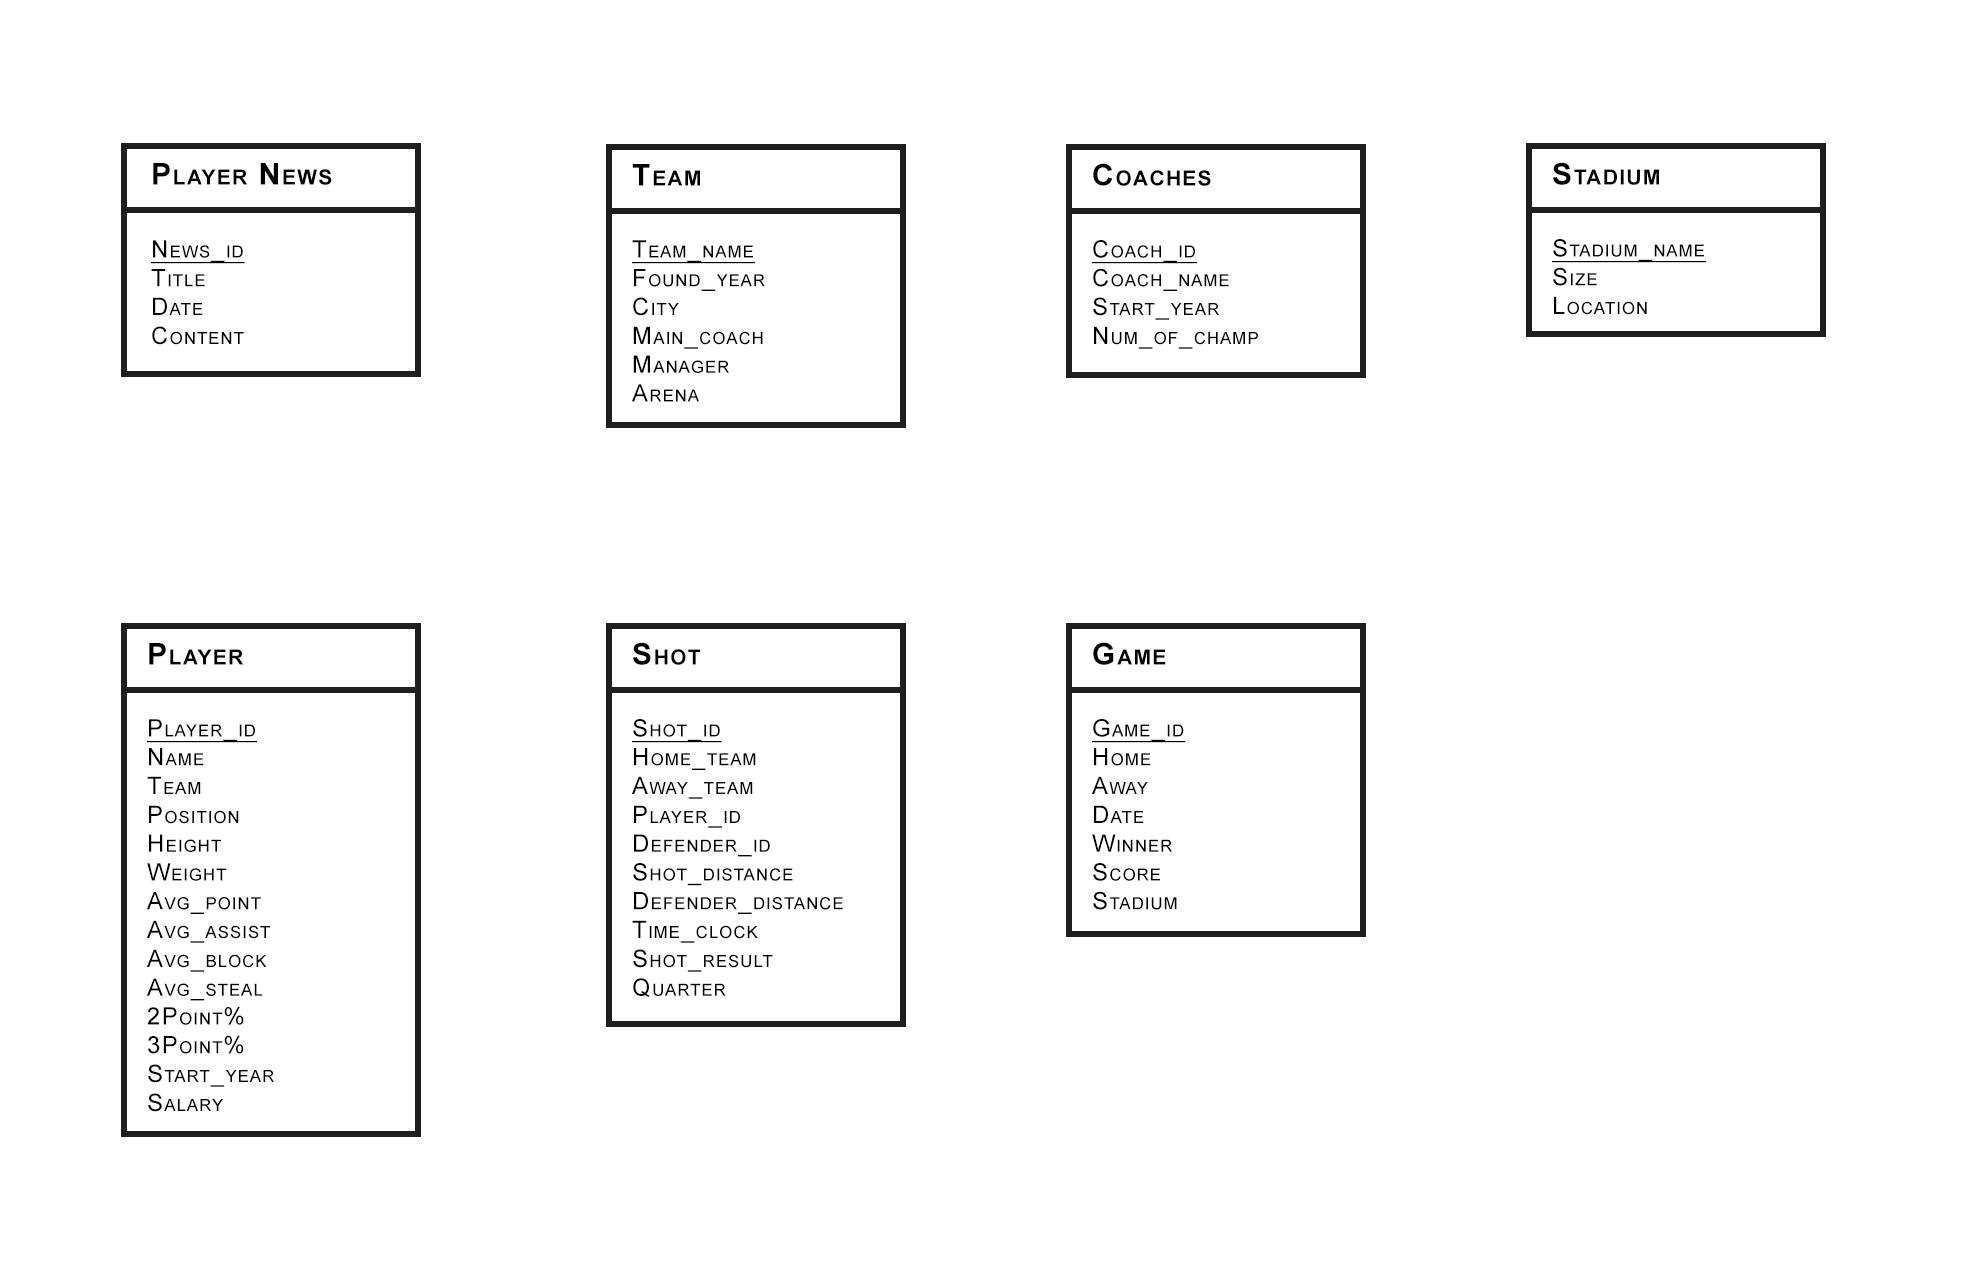 Player News
News_id
Title
Date
Content
Team
Team_name
Found_year
City
Main_coach
Manager
Arena
Coaches
Coach_id
Coach_name
Start_year
Num_of_champ
Stadium
Stadium_name
Size
Location
Player
Player_id
Name
Team
Position
Height
Weight
Avg_point
Avg_assist
Avg_block
Avg_steal
2Point%
3Point%
Start_year
Salary
Shot
Shot_id
Home_team
Away_team
Player_id
Defender_id
Shot_distance
Defender_distance
Time_clock
Shot_result
Quarter
Game
Game_id
Home
Away
Date
Winner
Score
Stadium